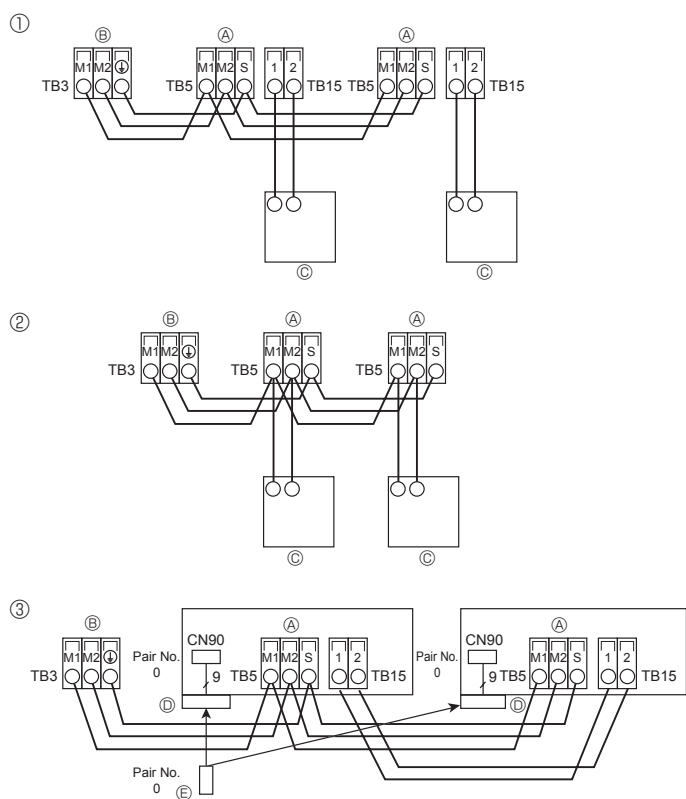 ①
Ⓑ Ⓐ Ⓐ
M1 M2 M1 M2 S 1 2 M1 M2 S 1 2
TB3 TB5 TB15 TB5 TB15
Ⓒ Ⓒ
②
Ⓑ Ⓐ Ⓐ
M1 M2 M1 M2 S M1 M2 S
TB3 TB5 TB5
Ⓒ Ⓒ
③
Ⓑ Ⓐ Ⓐ
CN90 CN90
M1 M2 Pair No. M1 M2 S 1 2 Pair No. M1 M2 S 1 2
TB3 0 9 TB5 TB15 0 9 TB5 TB15
Ⓓ Ⓓ
Pair No.
0 Ⓔ